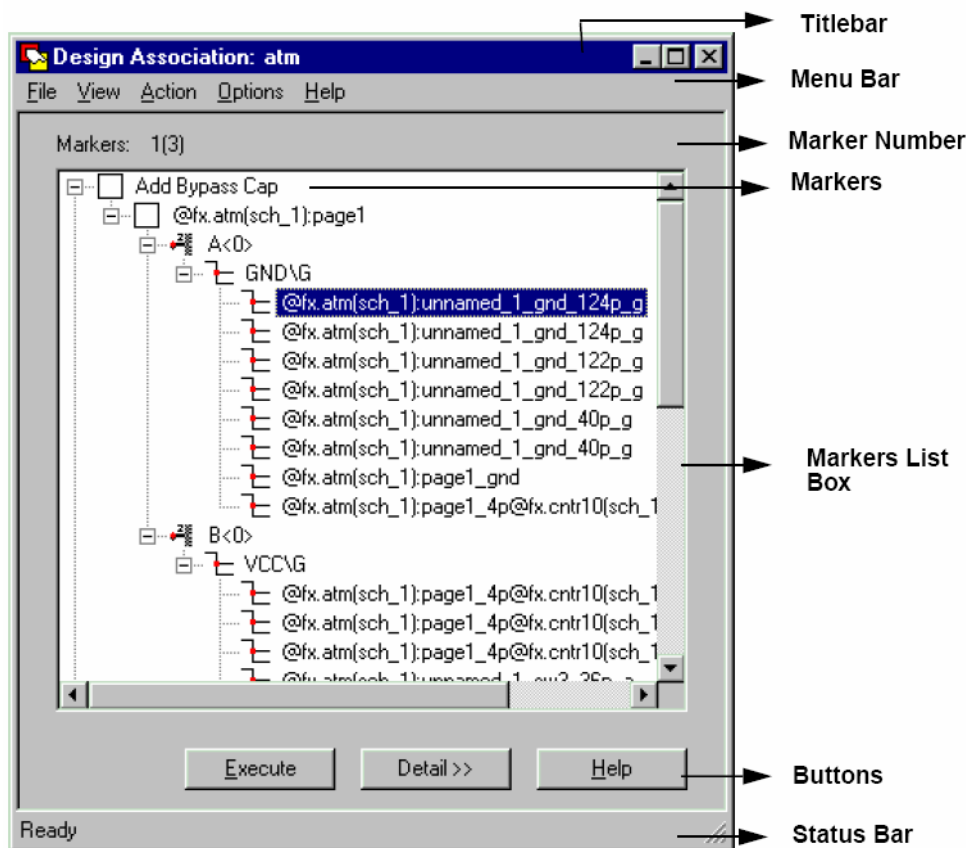 Titlebar
Design Association: atm
Menu Bar
File View Action Options Help
Markers: 1(3)
Marker Number
Add Bypass Cap
Markers
@fx.atm(sch_1):page1
A<0>
GND\G
@fx.atm(sch_1):unnamed_1_gnd_124p_g
@fx.atm(sch_1):unnamed_1_gnd_124p_g
@fx.atm(sch_1):unnamed_1_gnd_122p_g
@fx.atm(sch_1):unnamed_1_gnd_122p_g
@fx.atm(sch_1):unnamed_1_gnd_40p_g
@fx.atm(sch_1):unnamed_1_gnd_40p_g
@fx.atm(sch_1):page1_gnd
@fx.atm(sch_1):page1_4p@fx.cntr10(sch_1
Markers List
Box
B<0>
VCC\G
@fx.atm(sch_1):page1_4p@fx.cntr10(sch_1
@fx.atm(sch_1):page1_4p@fx.cntr10(sch_1
@fx.atm(sch_1):page1_4p@fx.cntr10(sch_1
Execute Detail >> Help
Buttons
Ready
Status Bar